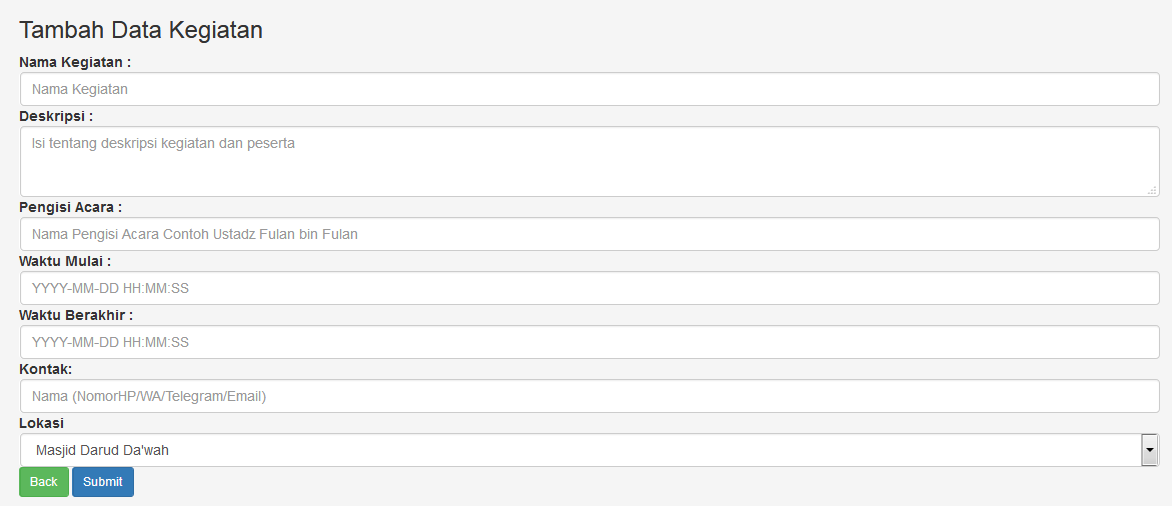 Tambah Data Kegiatan
Nama Kegiatan :
Nama Kegiatan
Deskripsi :
Isi tentang deskripsi kegiatan dan peserta
Pengisi Acara :
Nama Pengisi Acara Contoh Ustadz Fulan bin Fulan
Waktu Mulai :
YYYY-MM-DD HH:MM:SS
Waktu Berakhir :
YYYY-MM-DD HH:MM:SS
Kontak:
Nama (NomorHP/WA/Telegram/Email)
Lokasi
Masjid Darud Da'wah
Back Submit